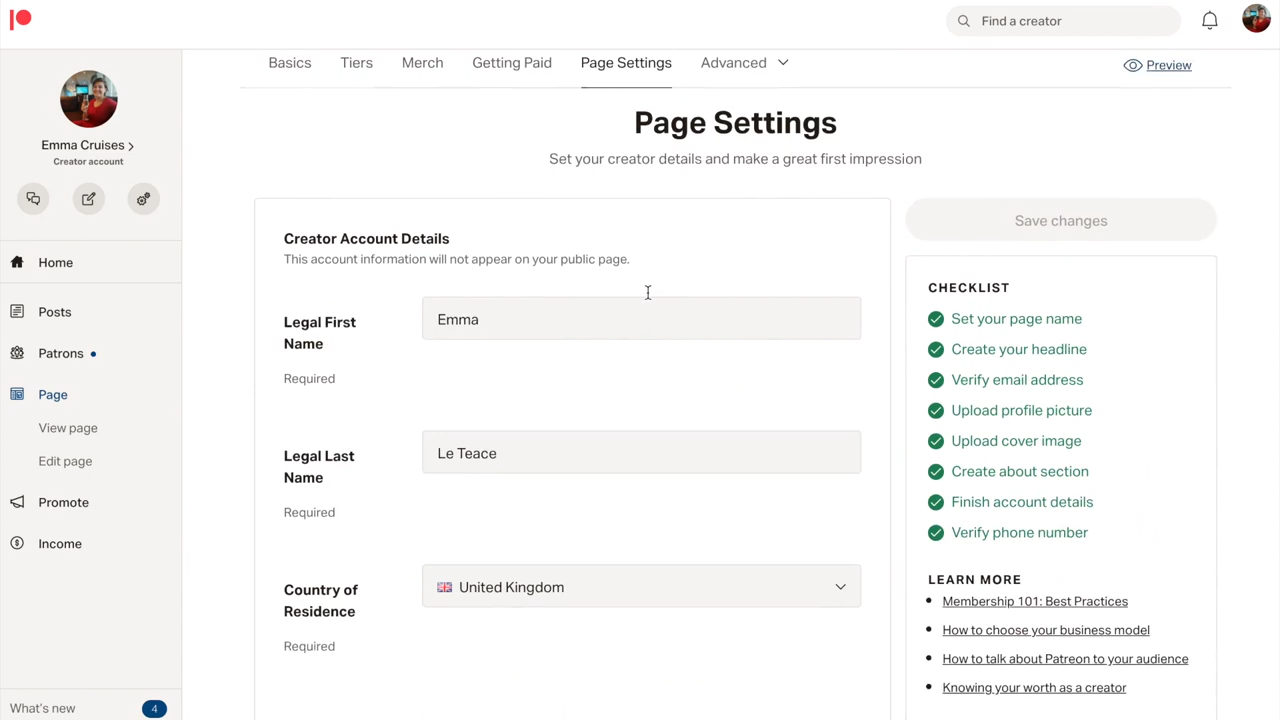 Find a creator
Emma Cruises
Creator account
Home
Posts
Patrons
Page
View page
Edit page
Promote
Income
What's new
4
Basics
Tiers
Merch
Getting Paid
Page Settings
Advanced
Preview
Page Settings
Set your creator details and make a great first impression
Creator Account Details
This account information will not appear on your public page.
Legal First
Name
Required
Emma
Legal Last
Name
Required
Le Teace
Country of
Residence
Required
United Kingdom
Save changes
CHECKLIST
Set your page name
Create your headline
Verify email address
Upload profile picture
Upload cover image
Create about section
Finish account details
Verify phone number
LEARN MORE
Membership 101: Best Practices
How to choose your business model
How to talk about Patreon to your audience
Knowing your worth as a creator